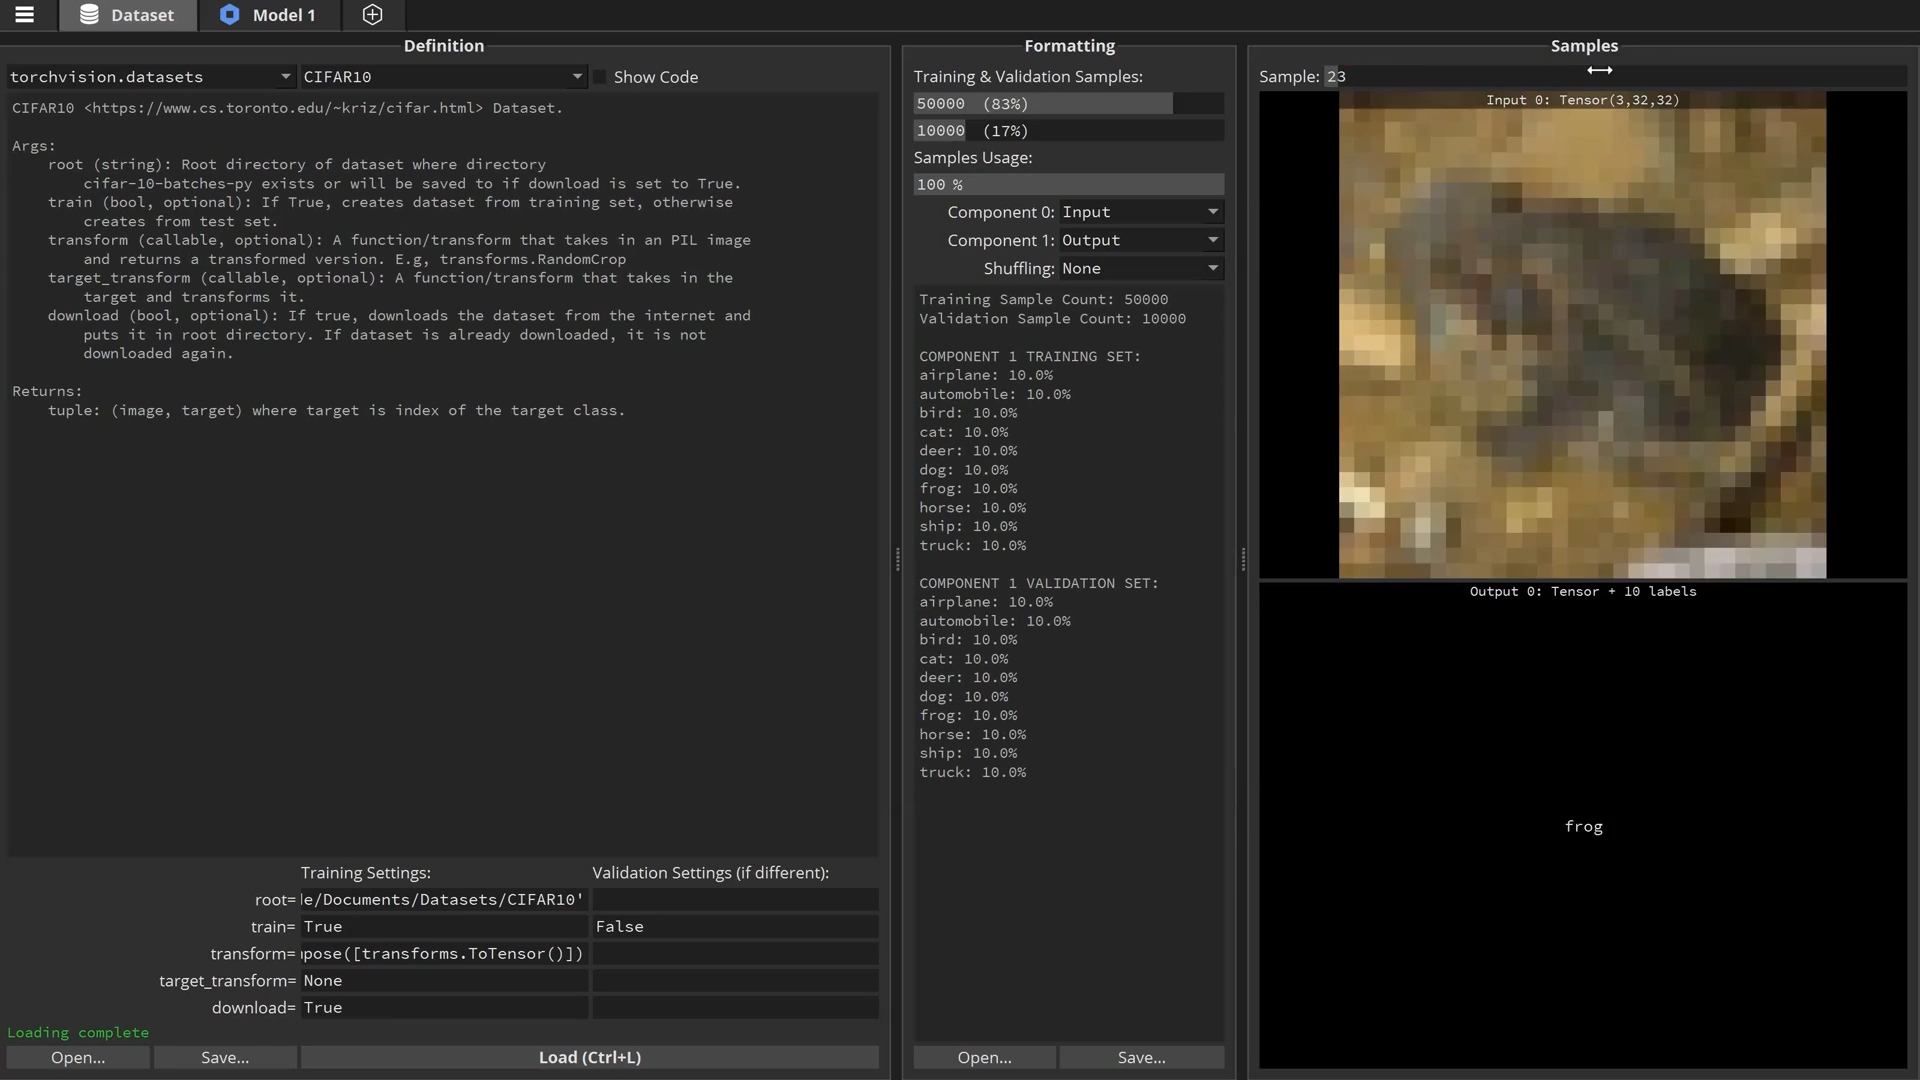 Dataset
Model 1
Definition
torchvision.datasets
CIFAR10
Show Code
CIFAR10 <https://www.cs.toronto.edu/~kriz/cifar.html> Dataset.
Args:
root (string): Root directory of dataset where directory
cifar-10-batches-py exists or will be saved to if download is set to True.
train (bool, optional): If True, creates dataset from training set, otherwise
creates from test set.
transform (callable, optional): A function/transform that takes in an PIL image
and returns a transformed version. E.g, transforms.RandomCrop
target_transform (callable, optional): A function/transform that takes in the
target and transforms it.
download (bool, optional): If true, downloads the dataset from the internet and
puts it in root directory. If dataset is already downloaded, it is not
downloaded again.
Returns:
tuple: (image, target) where target is index of the target class.
Training Settings:
Validation Settings (if different):
root= le/Documents/Datasets/CIFAR10'
train= True
False
transform= pose([transforms.ToTensor()])
target_transform= None
download= True
Loading complete
Open...
Save...
Load (Ctrl+L)
Formatting
Training & Validation Samples:
50000 (83%)
10000 (17%)
Samples Usage:
100 %
Component 0: Input
Component 1: Output
Shuffling: None
Training Sample Count: 50000
Validation Sample Count: 10000
COMPONENT 1 TRAINING SET:
airplane: 10.0%
automobile: 10.0%
bird: 10.0%
cat: 10.0%
deer: 10.0%
dog: 10.0%
frog: 10.0%
horse: 10.0%
ship: 10.0%
truck: 10.0%
COMPONENT 1 VALIDATION SET:
airplane: 10.0%
automobile: 10.0%
bird: 10.0%
cat: 10.0%
deer: 10.0%
dog: 10.0%
frog: 10.0%
horse: 10.0%
ship: 10.0%
truck: 10.0%
Open...
Save...
Samples
Sample: 23
Input 0: Tensor(3,32,32)
Output 0: Tensor + 10 labels
frog